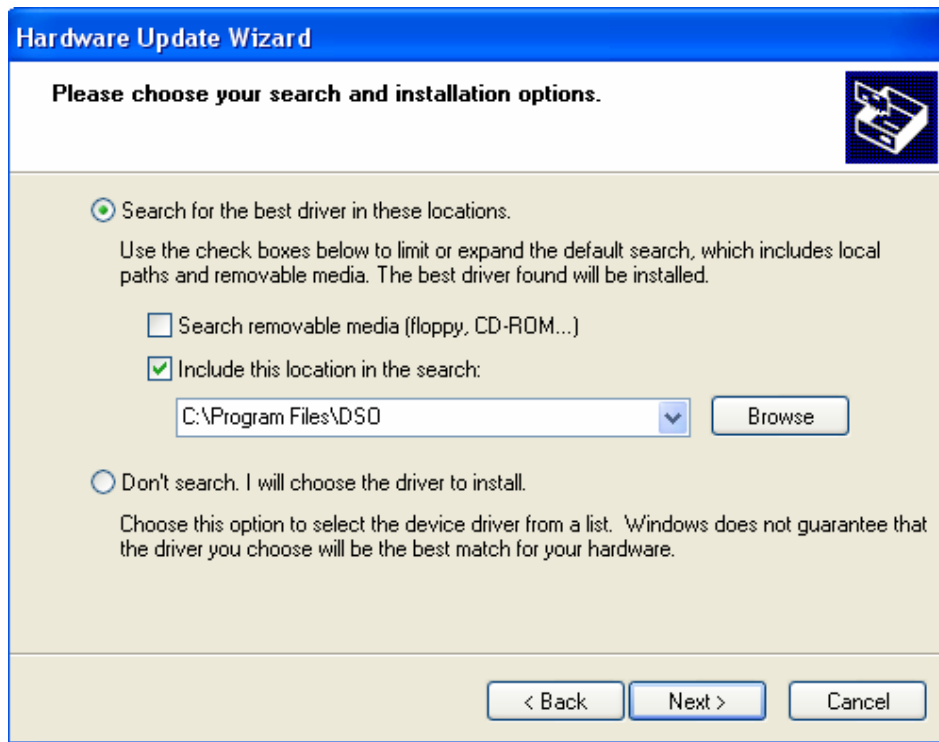 Hardware Update Wizard
Please choose your search and installation options.
Search for the best driver in these locations.
Use the check boxes below to limit or expand the default search, which includes local
paths and removable media. The best driver found will be installed.
Search removable media (floppy, CD-ROM...)
Include this location in the search:
C:\Program Files\DSO
Browse
Don't search. I will choose the driver to install.
Choose this option to select the device driver from a list.  Windows does not guarantee that
the driver you choose will be the best match for your hardware.
< Back
Next >
Cancel